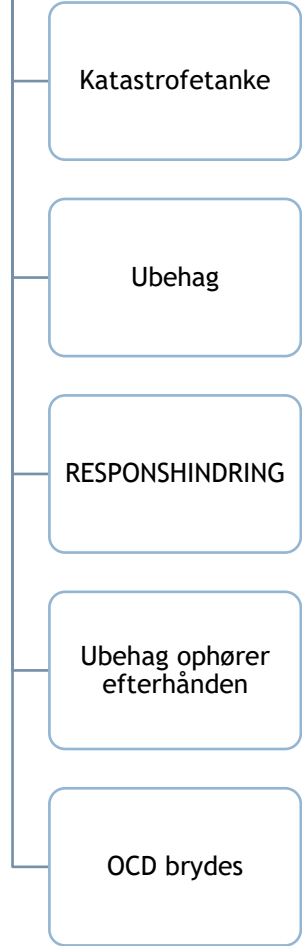 Katastrofetanke
Ubehag
RESPONSHINDRING
Ubehag ophører
efterhånden
OCD brydes